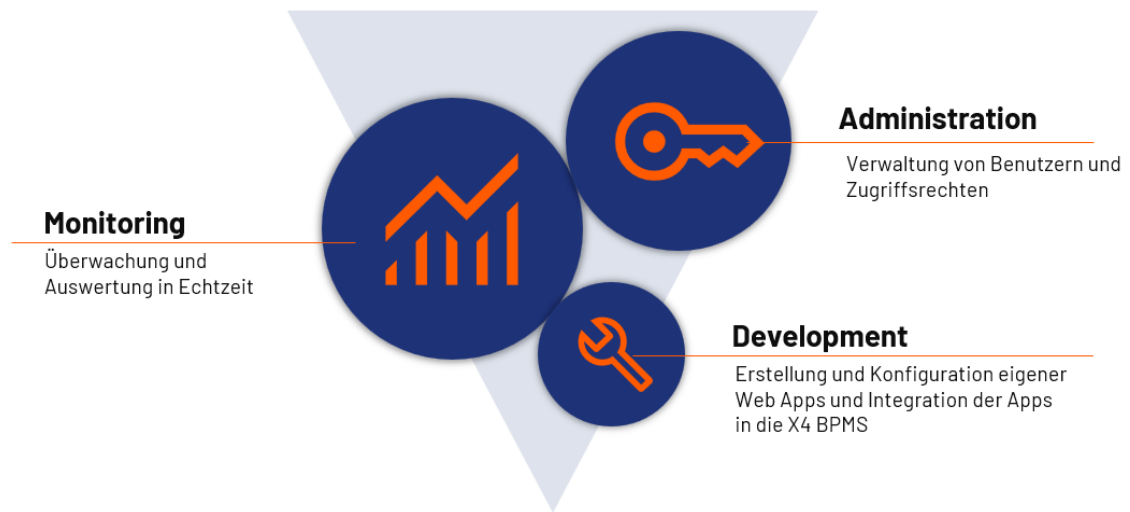 Administration
Verwaltung von Benutzern und
Zugriffsrechten
Monitoring
Überwachung und
Auswertung in Echtzeit
Development
Erstellung und Konfiguration eigener
Web Apps und Integration der Apps
in die X4 BPMS